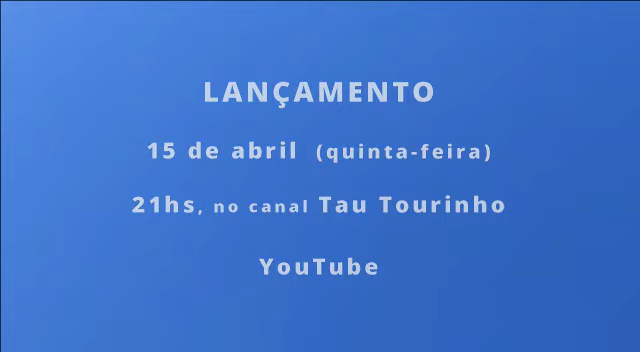 LANÇAMENTO
15 de abril (quinta-feira)
21hs, no canal Tau Tourinho
YouTube